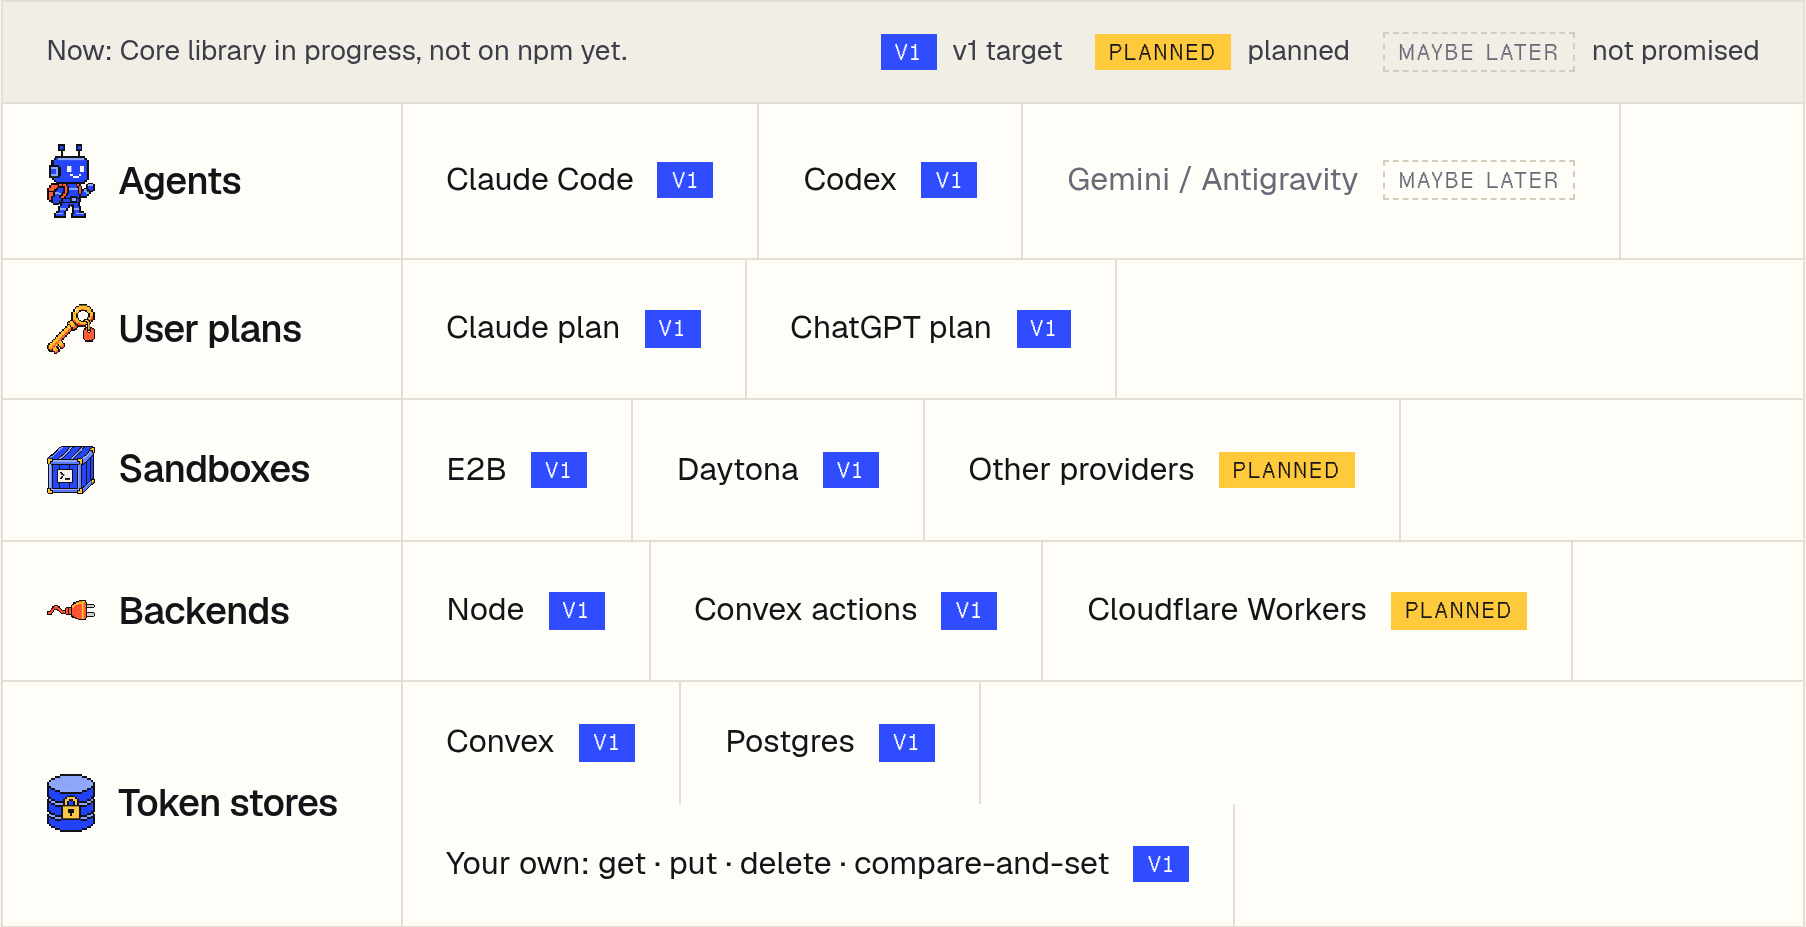 Now: Core library in progress, not on npm yet. V1 v1 target PLANNED planned MAYBE LATER not promised
Agents Claude Code V1 Codex V1 Gemini / Antigravity MAYBE LATER
User plans Claude plan V1 ChatGPT plan V1
Sandboxes E2B V1 Daytona V1 Other providers PLANNED
Backends Node V1 Convex actions V1 Cloudflare Workers PLANNED
Token stores Convex V1 Postgres V1
Your own: get · put · delete · compare-and-set V1